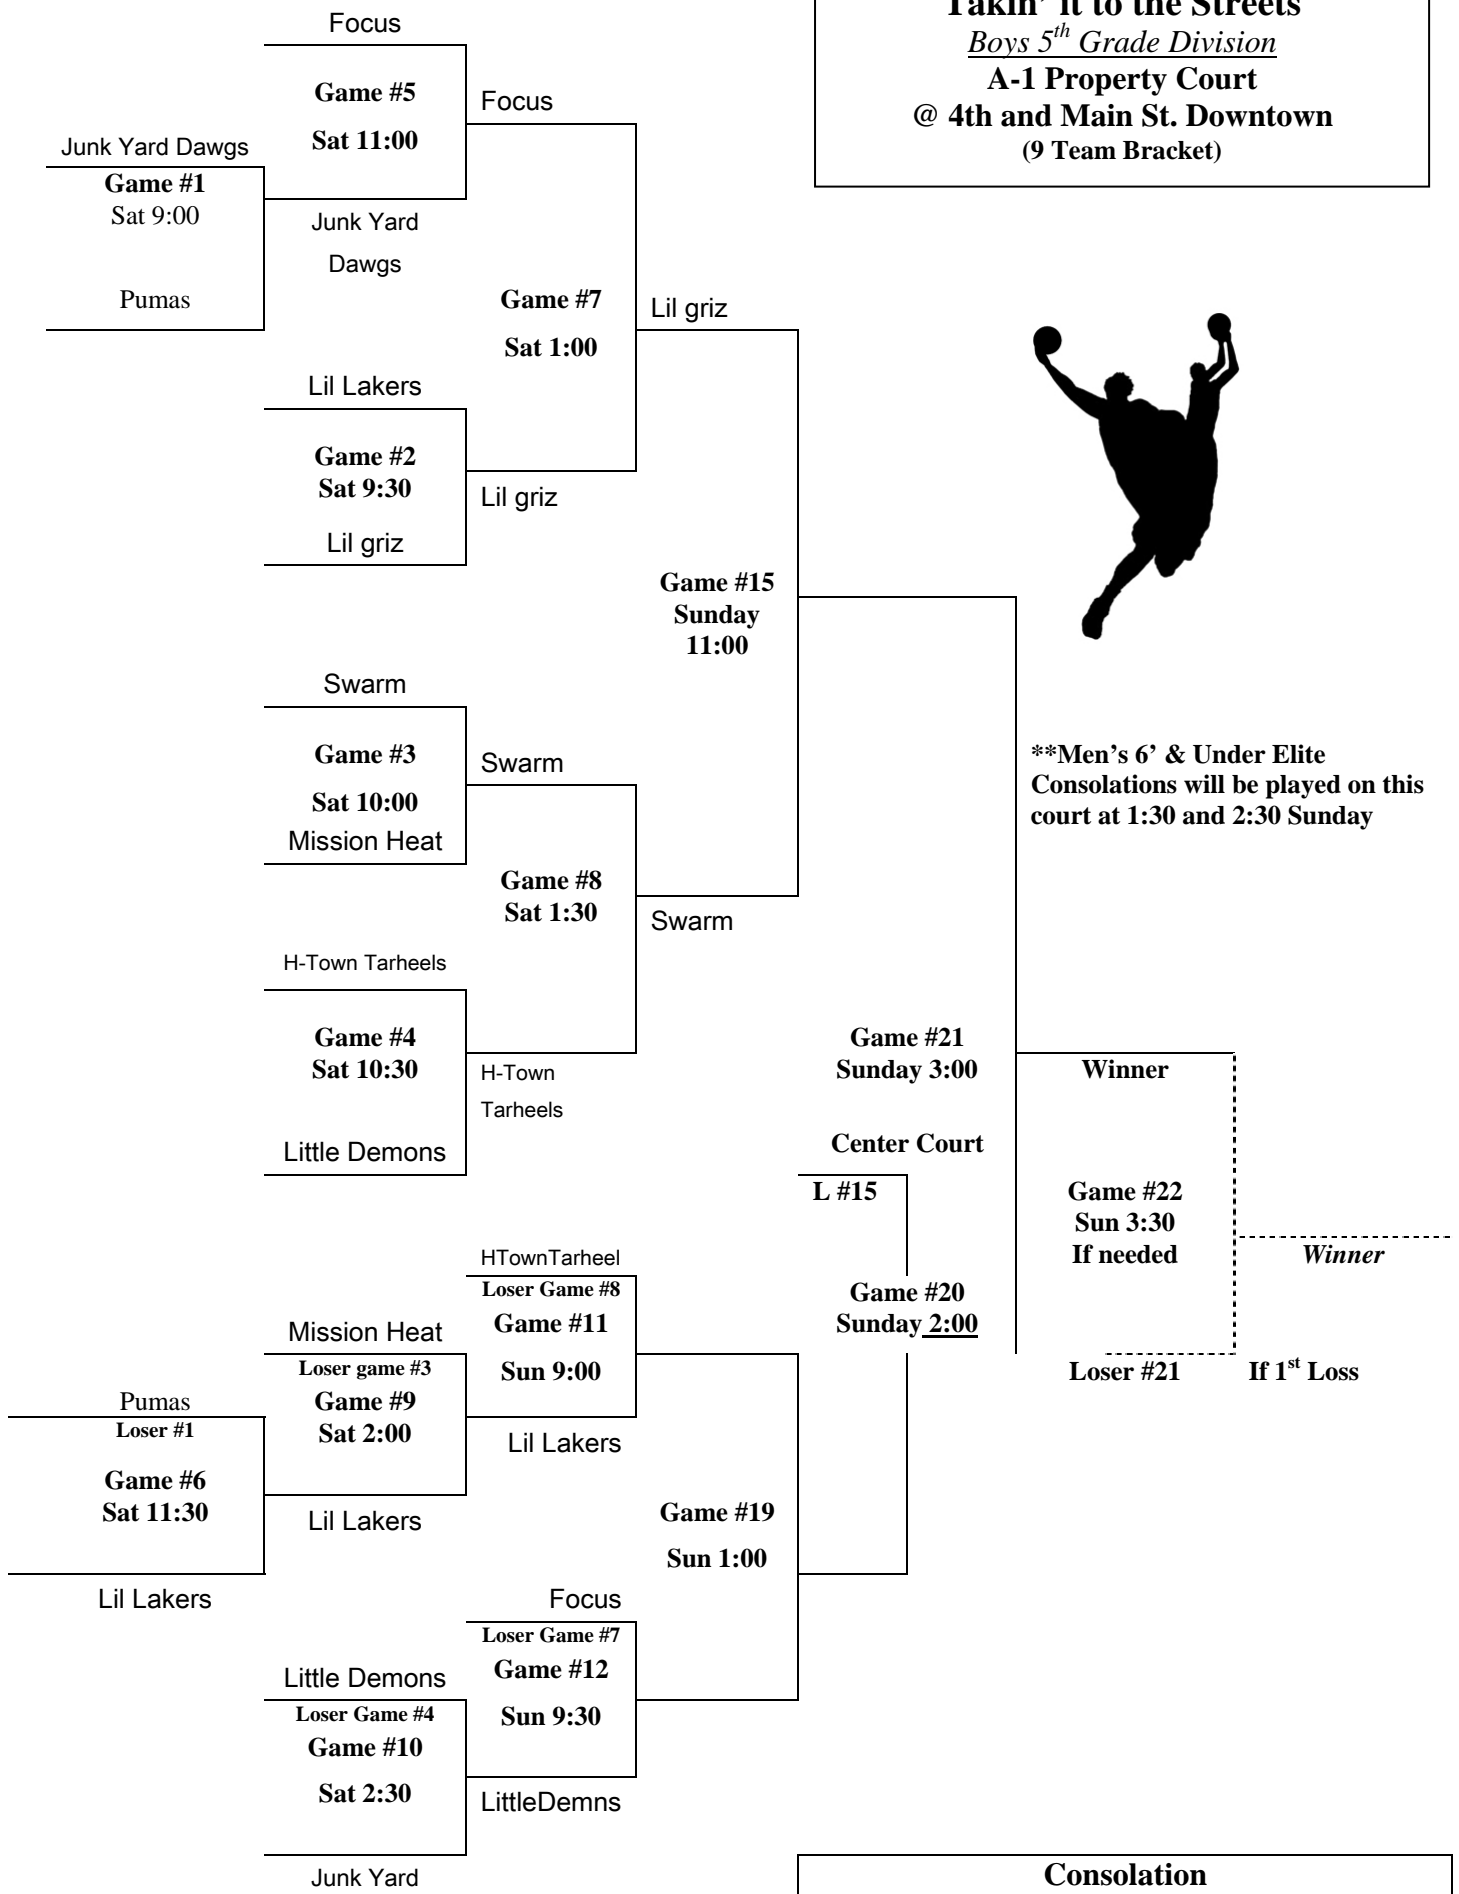 Takin’ it to the Streets
Boys 5th Grade Division
A-1 Property Court
@ 4th and Main St. Downtown
(9 Team Bracket)
Focus
Game #5
Sat 11:00
Focus
Junk Yard Dawgs
Game #1
Sat 9:00
Junk Yard
Dawgs
Pumas
Game #7
Sat 1:00
Lil griz
Lil Lakers
Game #2
Sat 9:30
Lil griz
Lil griz
Game #15
Sunday
11:00
Swarm
Game #3
Sat 10:00
Swarm
Mission Heat
**Men’s 6’ & Under Elite
Consolations will be played on this
court at 1:30 and 2:30 Sunday
Game #8
Sat 1:30
Swarm
H-Town Tarheels
Game #4
Sat 10:30
H-Town
Tarheels
Little Demons
Game #21
Sunday 3:00
Center Court
Winner
L #15
Game #22
Sun 3:30
If needed
Winner
HTownTarheel
Loser Game #8
Game #11
Sun 9:00
Game #20
Sunday 2:00
Loser #21
If 1st Loss
Mission Heat
Loser game #3
Game #9
Sat 2:00
Lil Lakers
Pumas
Loser #1
Game #6
Sat 11:30
Lil Lakers
Lil Lakers
Game #19
Sun 1:00
Focus
Loser Game #7
Game #12
Sun 9:30
Little Demons
Loser Game #4
Game #10
Sat 2:30
LittleDemns
Junk Yard
Consolation